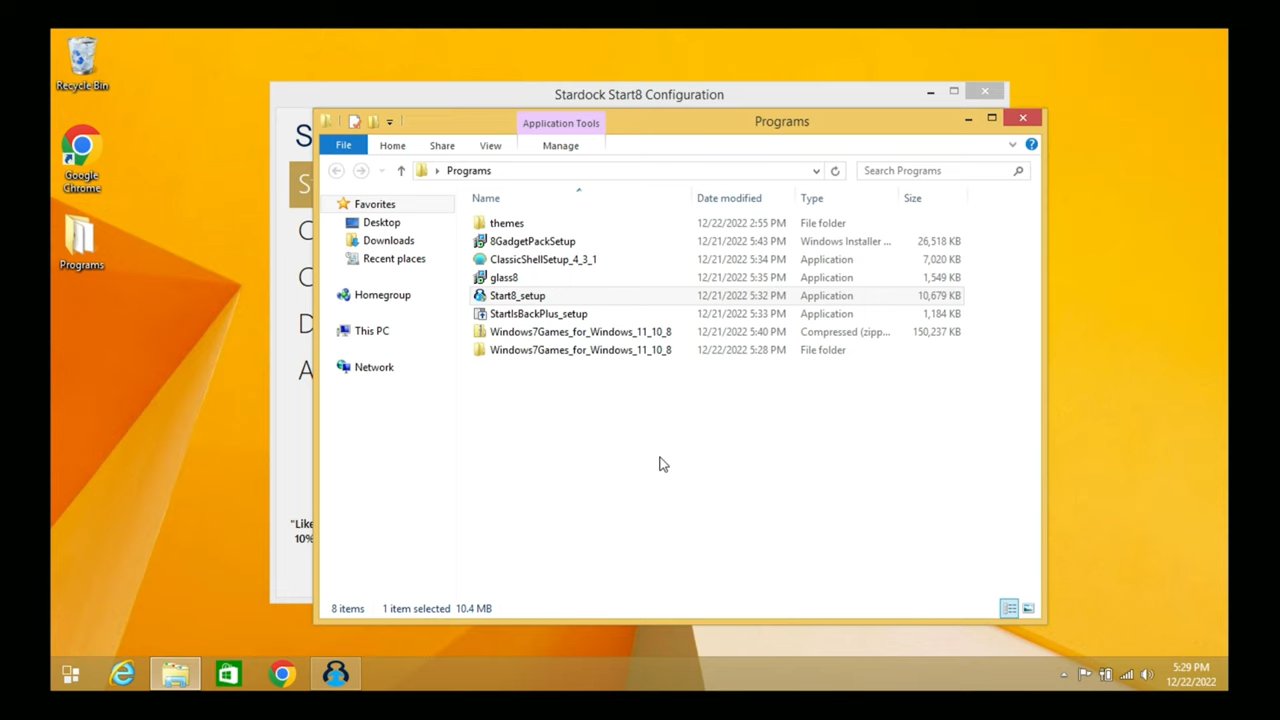 Recycle Bin
Google
Chrome
Programs
Stardock Start8 Configuration
"Like
10%
Application Tools
Programs
File
Home
Share
View
Manage
Programs
Search Programs
Favorites
Desktop
Downloads
Recent places
Homegroup
This PC
Network
Name
Date modified
Type
Size
themes
12/22/2022 2:55 PM
File folder
8GadgetPackSetup
12/21/2022 5:43 PM
Windows Installer ...
26,518 KB
ClassicShellSetup_4_3_1
12/21/2022 5:34 PM
Application
7,020 KB
glass8
12/21/2022 5:35 PM
Application
1,549 KB
Start8_setup
12/21/2022 5:32 PM
Application
10,679 KB
StartIsBackPlus_setup
12/21/2022 5:33 PM
Application
1,184 KB
Windows7Games_for_Windows_11_10_8
12/21/2022 5:40 PM
Compressed (zipp...
150,237 KB
Windows7Games_for_Windows_11_10_8
12/22/2022 5:28 PM
File folder
8 items
1 item selected 10.4 MB
5:29 PM
12/22/2022